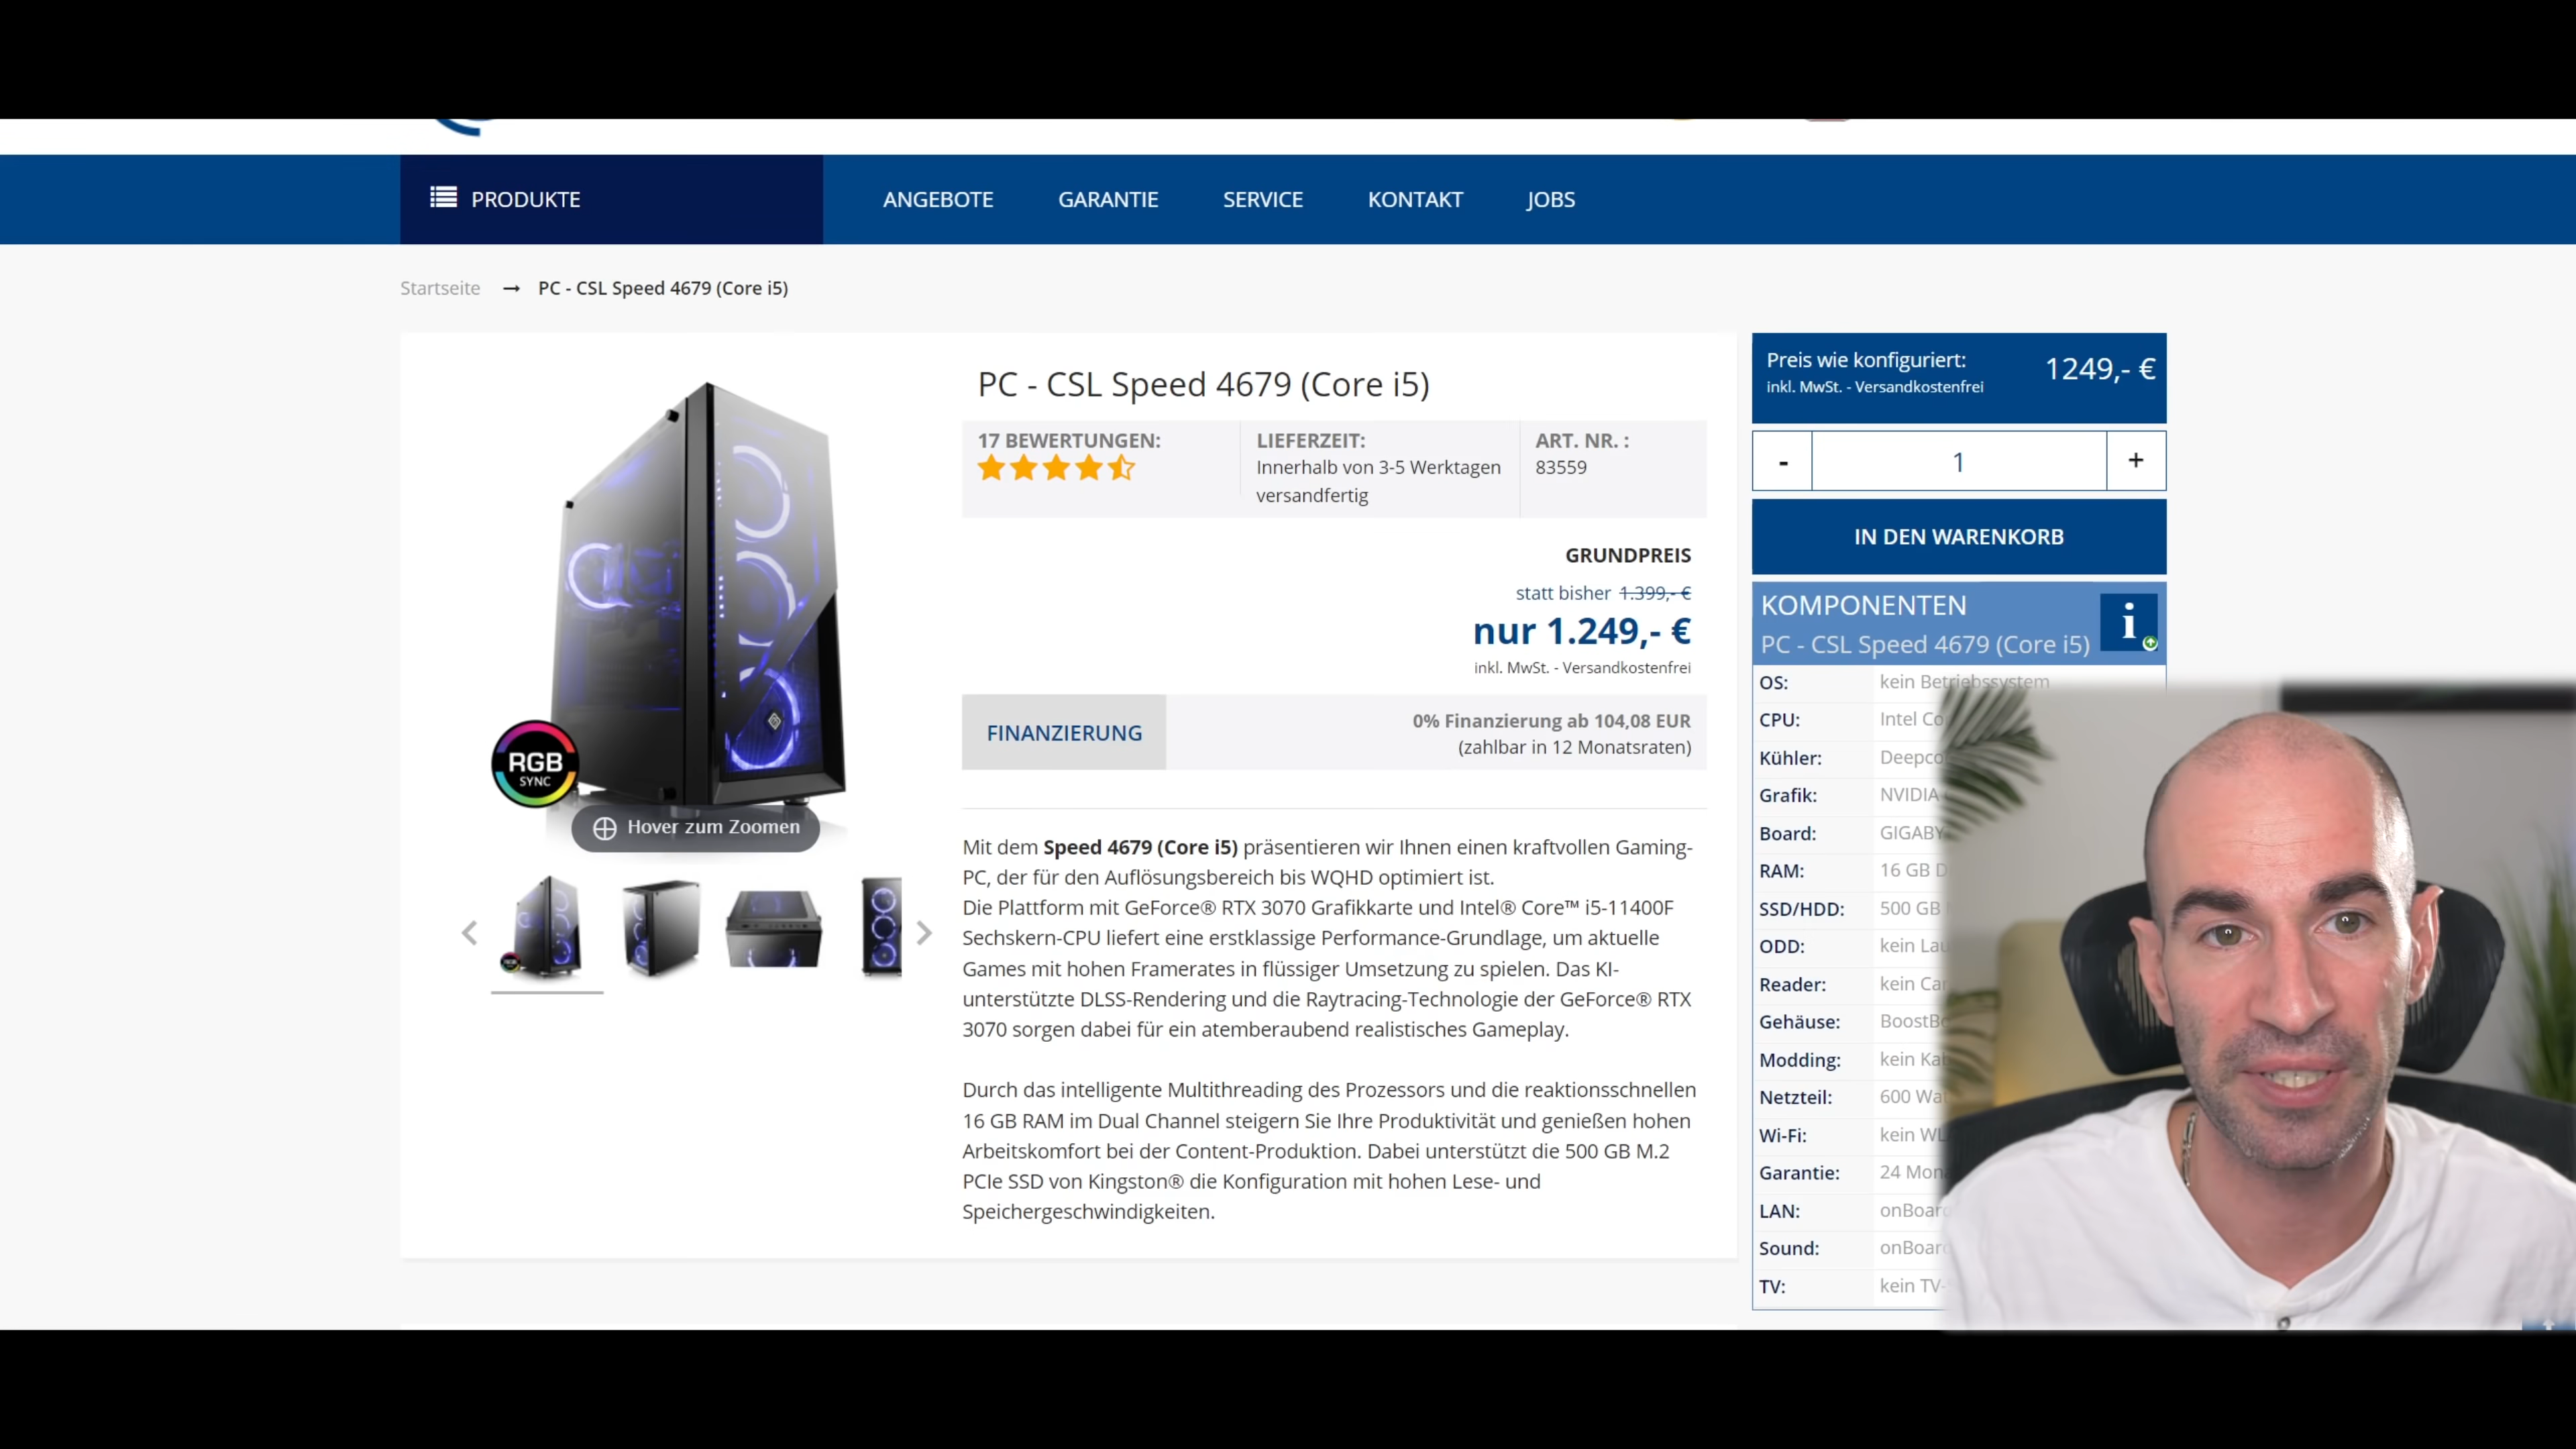 PRODUKTE
ANGEBOTE
GARANTIE
SERVICE
KONTAKT
JOBS
Startseite → PC - CSL Speed 4679 (Core i5)
RGB
SYNC
Hover zum Zoomen
PC - CSL Speed 4679 (Core i5)
17 BEWERTUNGEN:
LIEFERZEIT:
Innerhalb von 3-5 Werktagen
versandfertig
ART. NR. :
83559
GRUNDPREIS
statt bisher 1.399,- €
nur 1.249,- €
inkl. MwSt. - Versandkostenfrei
FINANZIERUNG
0% Finanzierung ab 104,08 EUR
(zahlbar in 12 Monatsraten)
Mit dem Speed 4679 (Core i5) präsentieren wir Ihnen einen kraftvollen Gaming-
PC, der für den Auflösungsbereich bis WQHD optimiert ist.
Die Plattform mit GeForce® RTX 3070 Grafikkarte und Intel® Core™ i5-11400F
Sechskern-CPU liefert eine erstklassige Performance-Grundlage, um aktuelle
Games mit hohen Framerates in flüssiger Umsetzung zu spielen. Das KI-
unterstützte DLSS-Rendering und die Raytracing-Technologie der GeForce® RTX
3070 sorgen dabei für ein atemberaubend realistisches Gameplay.
Durch das intelligente Multithreading des Prozessors und die reaktionsschnellen
16 GB RAM im Dual Channel steigern Sie Ihre Produktivität und genießen hohen
Arbeitskomfort bei der Content-Produktion. Dabei unterstützt die 500 GB M.2
PCIe SSD von Kingston® die Konfiguration mit hohen Lese- und
Speichergeschwindigkeiten.
Preis wie konfiguriert:
inkl. MwSt. - Versandkostenfrei
1249,- €
- 1 +
IN DEN WARENKORB
KOMPONENTEN
PC - CSL Speed 4679 (Core i5)
i
OS: kein Betriebssystem
CPU: Intel
Kühler:
Grafik: NVIDIA
Board:
RAM: 16 GB
SSD/HDD: 500 GB
ODD: kein
Reader: kein
Gehäuse:
Modding: kein
Netzteil: 600
Wi-Fi: kein
Garantie: 24
LAN:
Sound:
TV: kein TV-